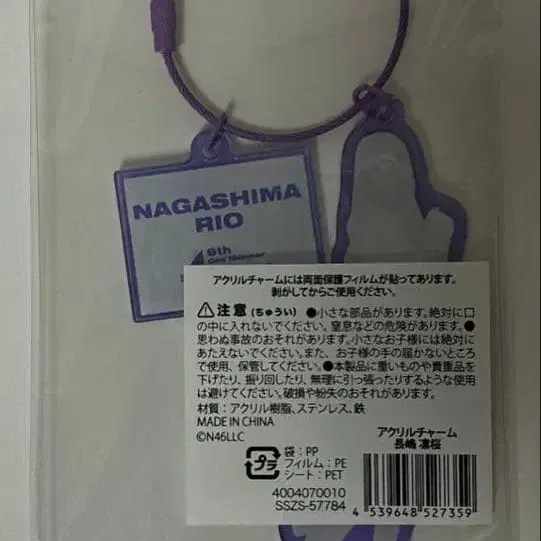 NAGASHIMA
RIO
6th
アクリルチャームには両面保護フィルムが貼ってあります。
剥がしてからご使用ください。
⚠注意(ちゅうい) ●小さな部品があります。絶対に口
の中に入れないでください。窒息などの危険があります。●
思わぬ事故のおそれがあります。小さなお子様には絶対に
あたえないでください。また、お子様の手の届かないところ
で使用、保管してください。●本製品に重いものや貴重品を
下げたり、振り回したり、無理に引っ張ったりするような使用
は避けてください。破損や紛失のおそれがあります。
材質:アクリル樹脂、ステンレス、鉄
MADE IN CHINA
©N46LLC
プラ
袋:PP
フィルム:PE
シート:PET
4004070010
SSZS-57784
アクリルチャーム
長嶋 凛桜
4 539648 527359